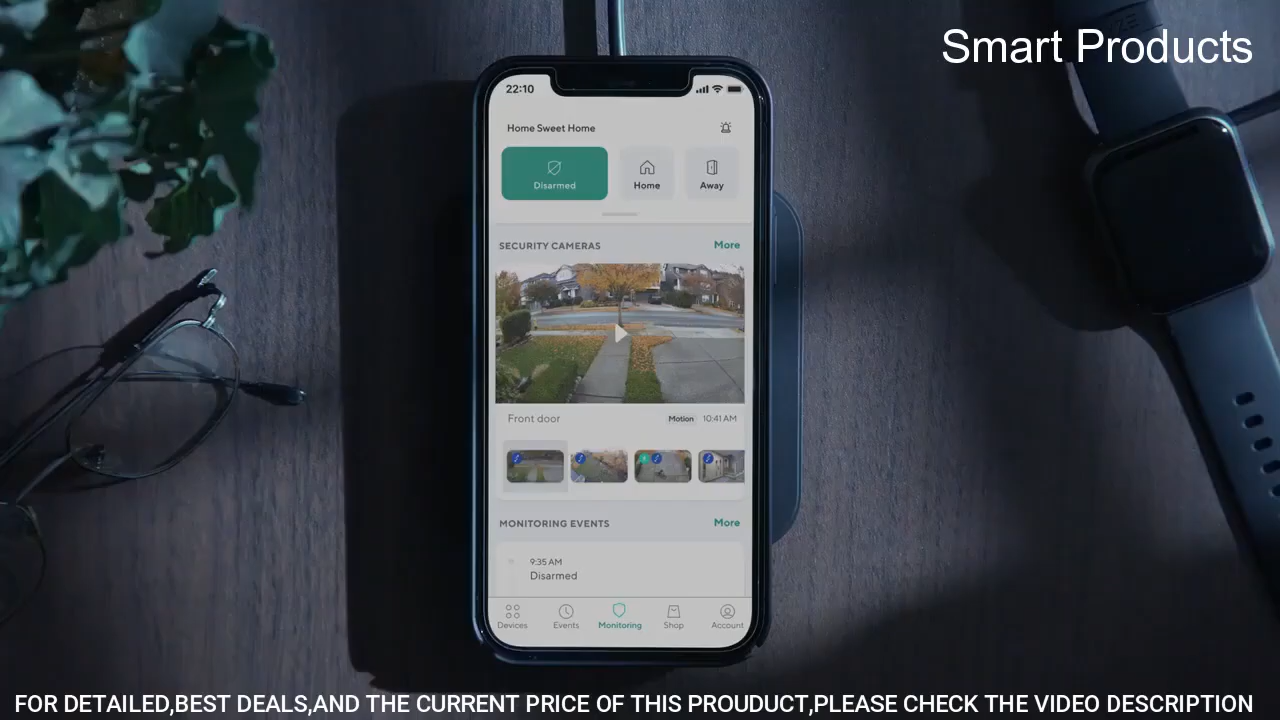 Smart Products
22:10
Home Sweet Home
Disarmed
Home
Away
SECURITY CAMERAS
More
Front door
Motion
10:41 AM
MONITORING EVENTS
More
9:35 AM
Disarmed
Devices
Events
Monitoring
Shop
Account
FOR DETAILED,BEST DEALS,AND THE CURRENT PRICE OF THIS PROUDUCT,PLEASE CHECK THE VIDEO DESCRIPTION